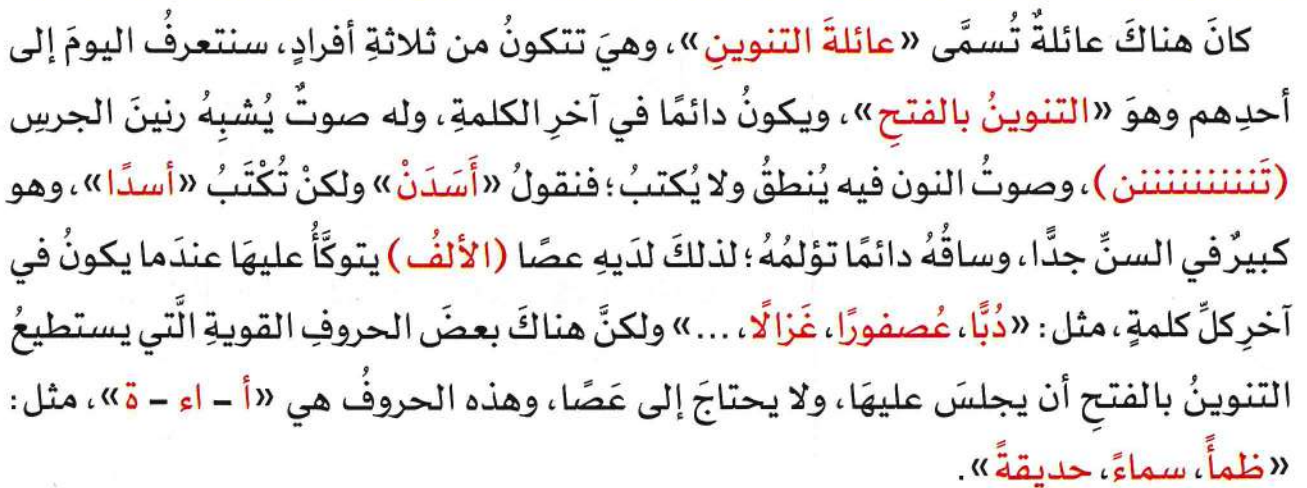 كانَ هناكَ عائلةٌ تُسمَّى «عائلةَ التنوينِ»، وهيَ تتكونُ من ثلاثةِ أفرادٍ، سنتعرفُ اليومَ إلى
أحدِهم وهوَ «التنوينُ بالفتحِ»، ويكونُ دائمًا في آخرِ الكلمةِ، وله صوتٌ يُشبِهُ رنينَ الجرسِ
(تَننننننننن)، وصوتُ النون فيه يُنطقُ ولا يُكتبُ؛ فنقولُ «أَسَدَنْ» ولكنْ تُكْتَبُ «أسدًا»، وهو
كبيرٌ في السنِّ جدًّا، وساقُهُ دائمًا تؤلمُهُ؛ لذلكَ لدَيهِ عصًا (الألفُ) يتوكَّأُ عليهَا عندَما يكونُ في
آخرِ كلِّ كلمةٍ، مثل: «دُبًّا، عُصفورًا، غَزالًا، ...» ولكنَّ هناكَ بعضَ الحروفِ القويةِ الَّتي يستطيعُ
التنوينُ بالفتحِ أن يجلسَ عليهَا، ولا يحتاجَ إلى عَصًا، وهذه الحروفُ هي «أ – اء – ة»، مثل:
«ظمأً، سماءً، حديقةً».